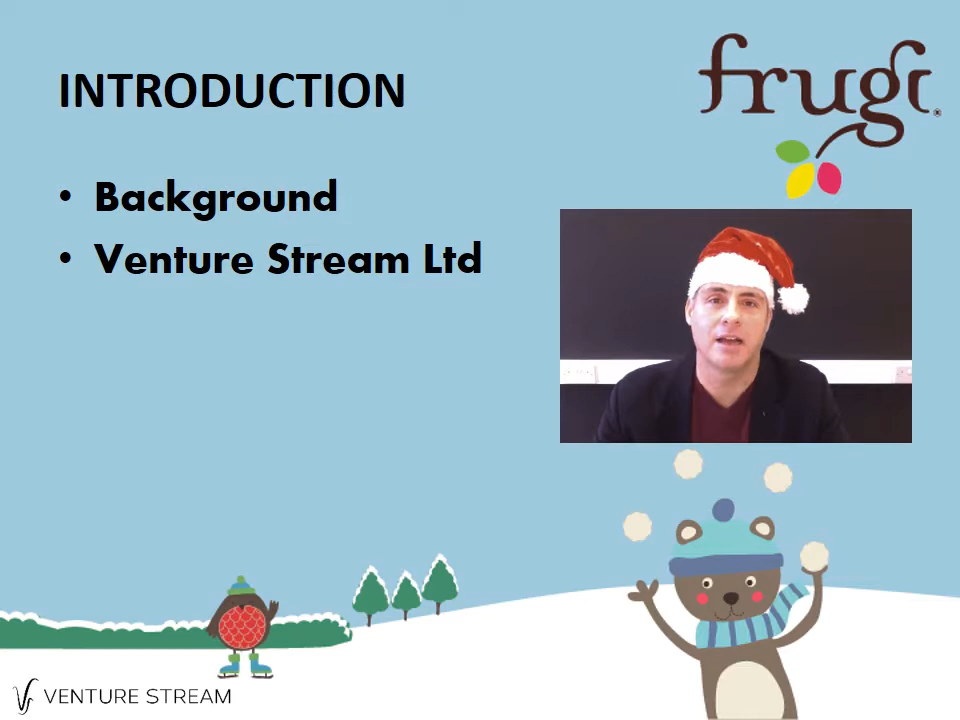 INTRODUCTION
frugi®
• Background
• Venture Stream Ltd
VENTURE STREAM